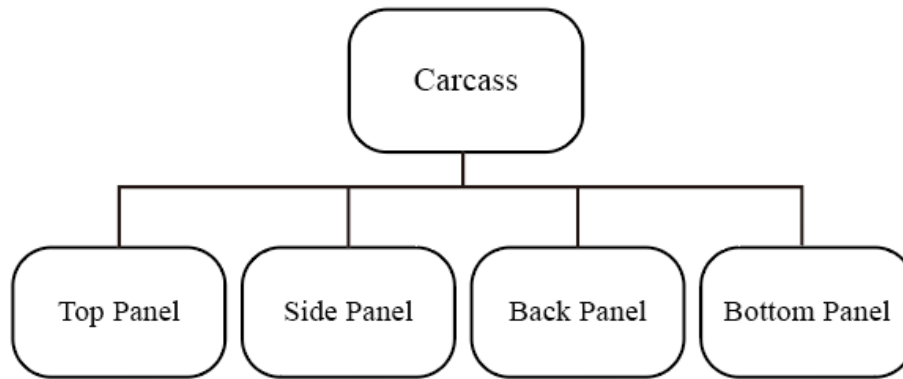 Carcass
Top Panel
Side Panel
Back Panel
Bottom Panel